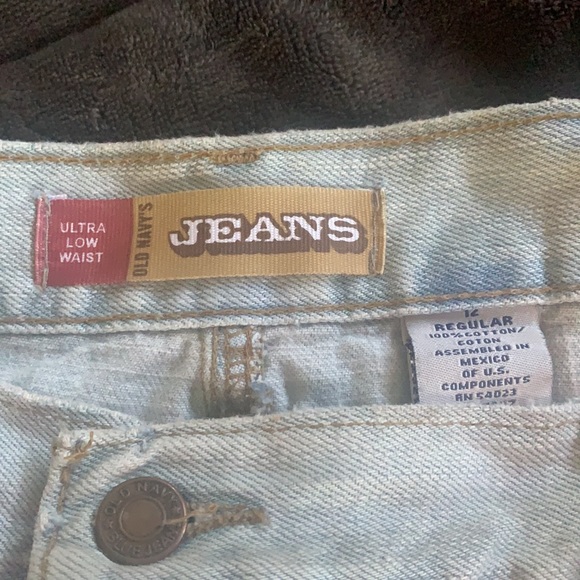 ULTRA
LOW
WAIST
OLD NAVY'S
JEANS
12
REGULAR
100% COTTON/
COTON
ASSEMBLED IN
MEXICO
OF U.S.
COMPONENTS
RN 54023
OLD NAVY